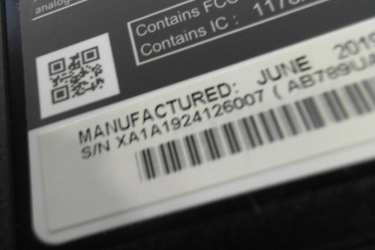 analog
Contains FCC
Contains IC : 1178
MANUFACTURED: JUNE 2019
S/N XA1A1924126007 ( AB789UA